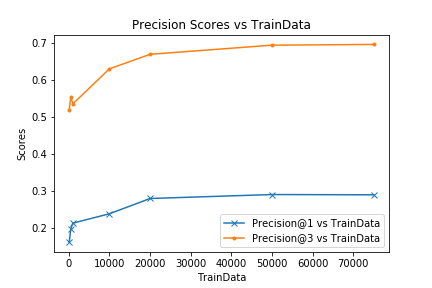 Precision Scores vs TrainData
0.7
0.6
0.5
0.4
0.3
0.2
Scores
Precision@1 vs TrainData
Precision@3 vs TrainData
0 10000 20000 30000 40000 50000 60000 70000
TrainData